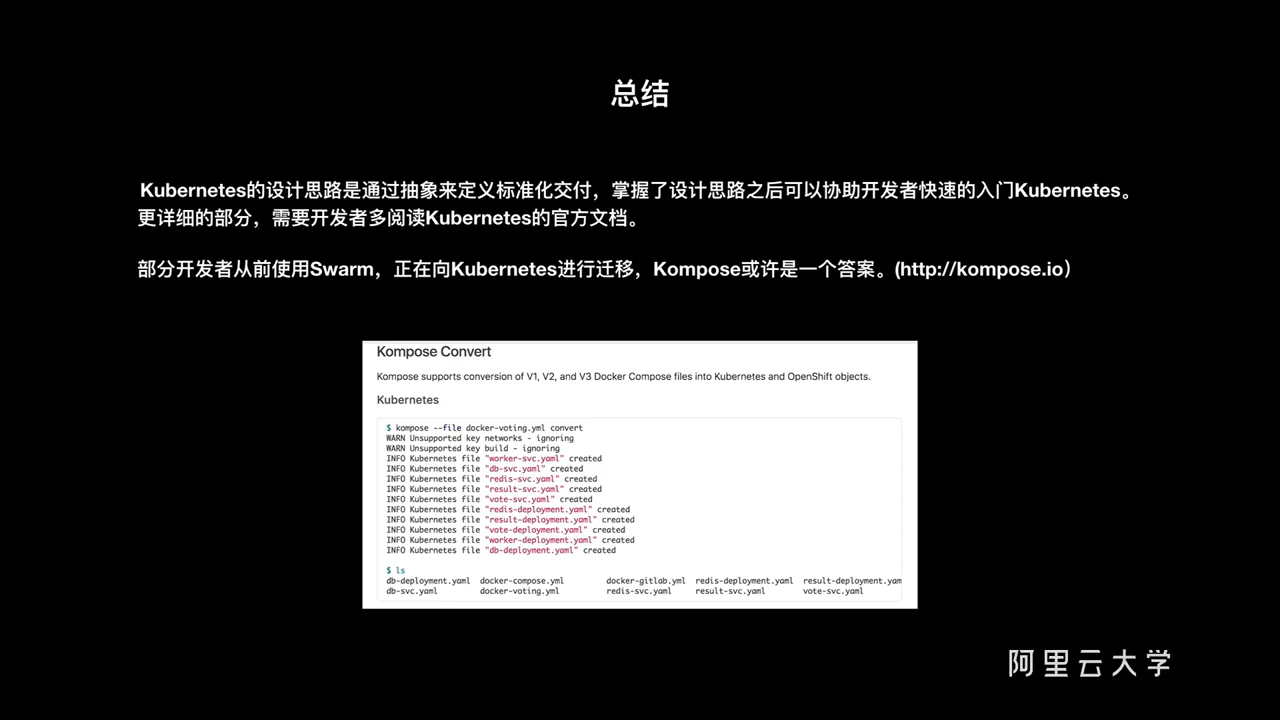 总结
Kubernetes的设计思路是通过抽象来定义标准化交付，掌握了设计思路之后可以协助开发者快速的入门Kubernetes。
更详细的部分，需要开发者多阅读Kubernetes的官方文档。
部分开发者从前使用Swarm，正在向Kubernetes进行迁移，Kompose或许是一个答案。(http://kompose.io）
Kompose Convert
Kompose supports conversion of V1, V2, and V3 Docker Compose files into Kubernetes and OpenShift objects.
Kubernetes
$ kompose --file docker-voting.yml convert
WARN Unsupported key networks - ignoring
WARN Unsupported key build - ignoring
INFO Kubernetes file "worker-svc.yaml" created
INFO Kubernetes file "db-svc.yaml" created
INFO Kubernetes file "redis-svc.yaml" created
INFO Kubernetes file "result-svc.yaml" created
INFO Kubernetes file "vote-svc.yaml" created
INFO Kubernetes file "redis-deployment.yaml" created
INFO Kubernetes file "result-deployment.yaml" created
INFO Kubernetes file "vote-deployment.yaml" created
INFO Kubernetes file "worker-deployment.yaml" created
INFO Kubernetes file "db-deployment.yaml" created
$ ls
db-deployment.yaml docker-compose.yml docker-gitlab.yml redis-deployment.yaml result-deployment.yam
db-svc.yaml docker-voting.yml redis-svc.yaml result-svc.yaml vote-svc.yaml
阿里云大学